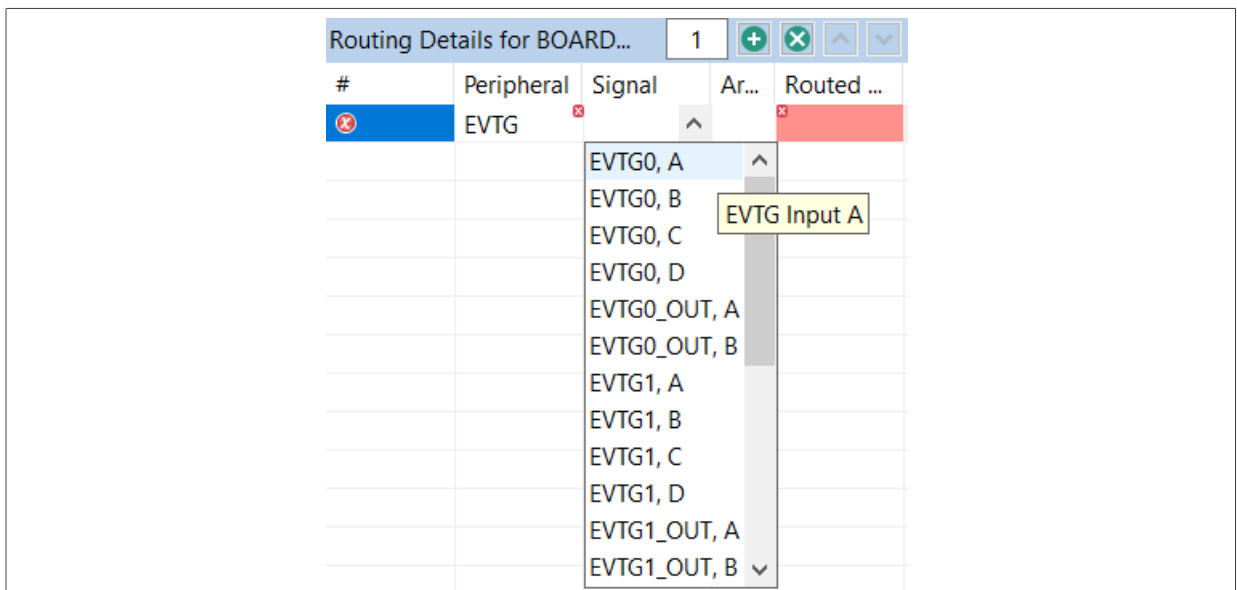 Routing Details for BOARD... 1
# Peripheral Signal Ar... Routed ...
EVTG
EVTG0, A
EVTG0, B
EVTG Input A
EVTG0, C
EVTG0, D
EVTG0_OUT, A
EVTG0_OUT, B
EVTG1, A
EVTG1, B
EVTG1, C
EVTG1, D
EVTG1_OUT, A
EVTG1_OUT, B